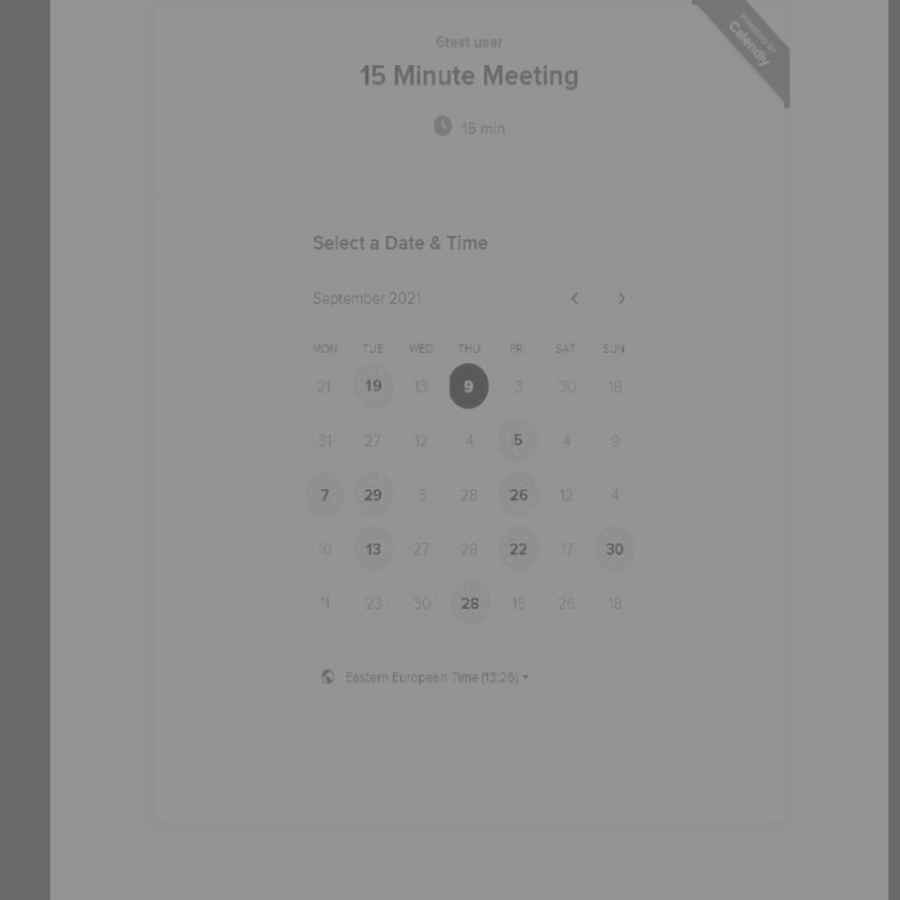 POWERED BY
Calendly
6test user
15 Minute Meeting
15 min
Select a Date & Time
September 2021
MON TUE WED THU FRI SAT SUN
21 19 13 9 3 30 18
31 27 12 4 5 4 9
7 29 3 28 26 12 4
10 13 27 28 22 17 30
11 23 30 28 16 26 18
Eastern European Time (13:26)